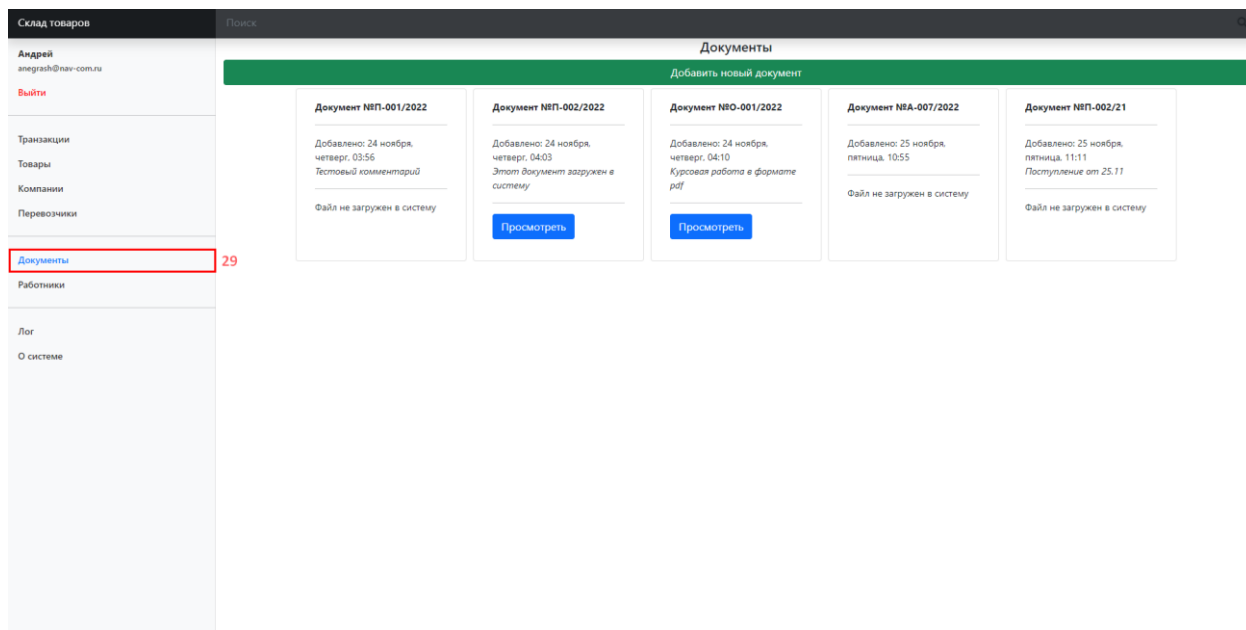 Склад товаров
Поиск
Андрей
anegrash@nav-com.ru
Выйти
Транзакции
Товары
Компании
Перевозчики
Документы
29
Работники
Лог
О системе
Документы
Добавить новый документ
Документ №П-001/2022
Добавлено: 24 ноября,
четверг, 03:56
Тестовый комментарий
Файл не загружен в систему
Документ №П-002/2022
Добавлено: 24 ноября,
четверг, 04:03
Этот документ загружен в
систему
Просмотреть
Документ №О-001/2022
Добавлено: 24 ноября,
четверг, 04:10
Курсовая работа в формате
pdf
Просмотреть
Документ №А-007/2022
Добавлено: 25 ноября,
пятница, 10:55
Файл не загружен в систему
Документ №П-002/21
Добавлено: 25 ноября,
пятница, 11:11
Поступление от 25.11
Файл не загружен в систему